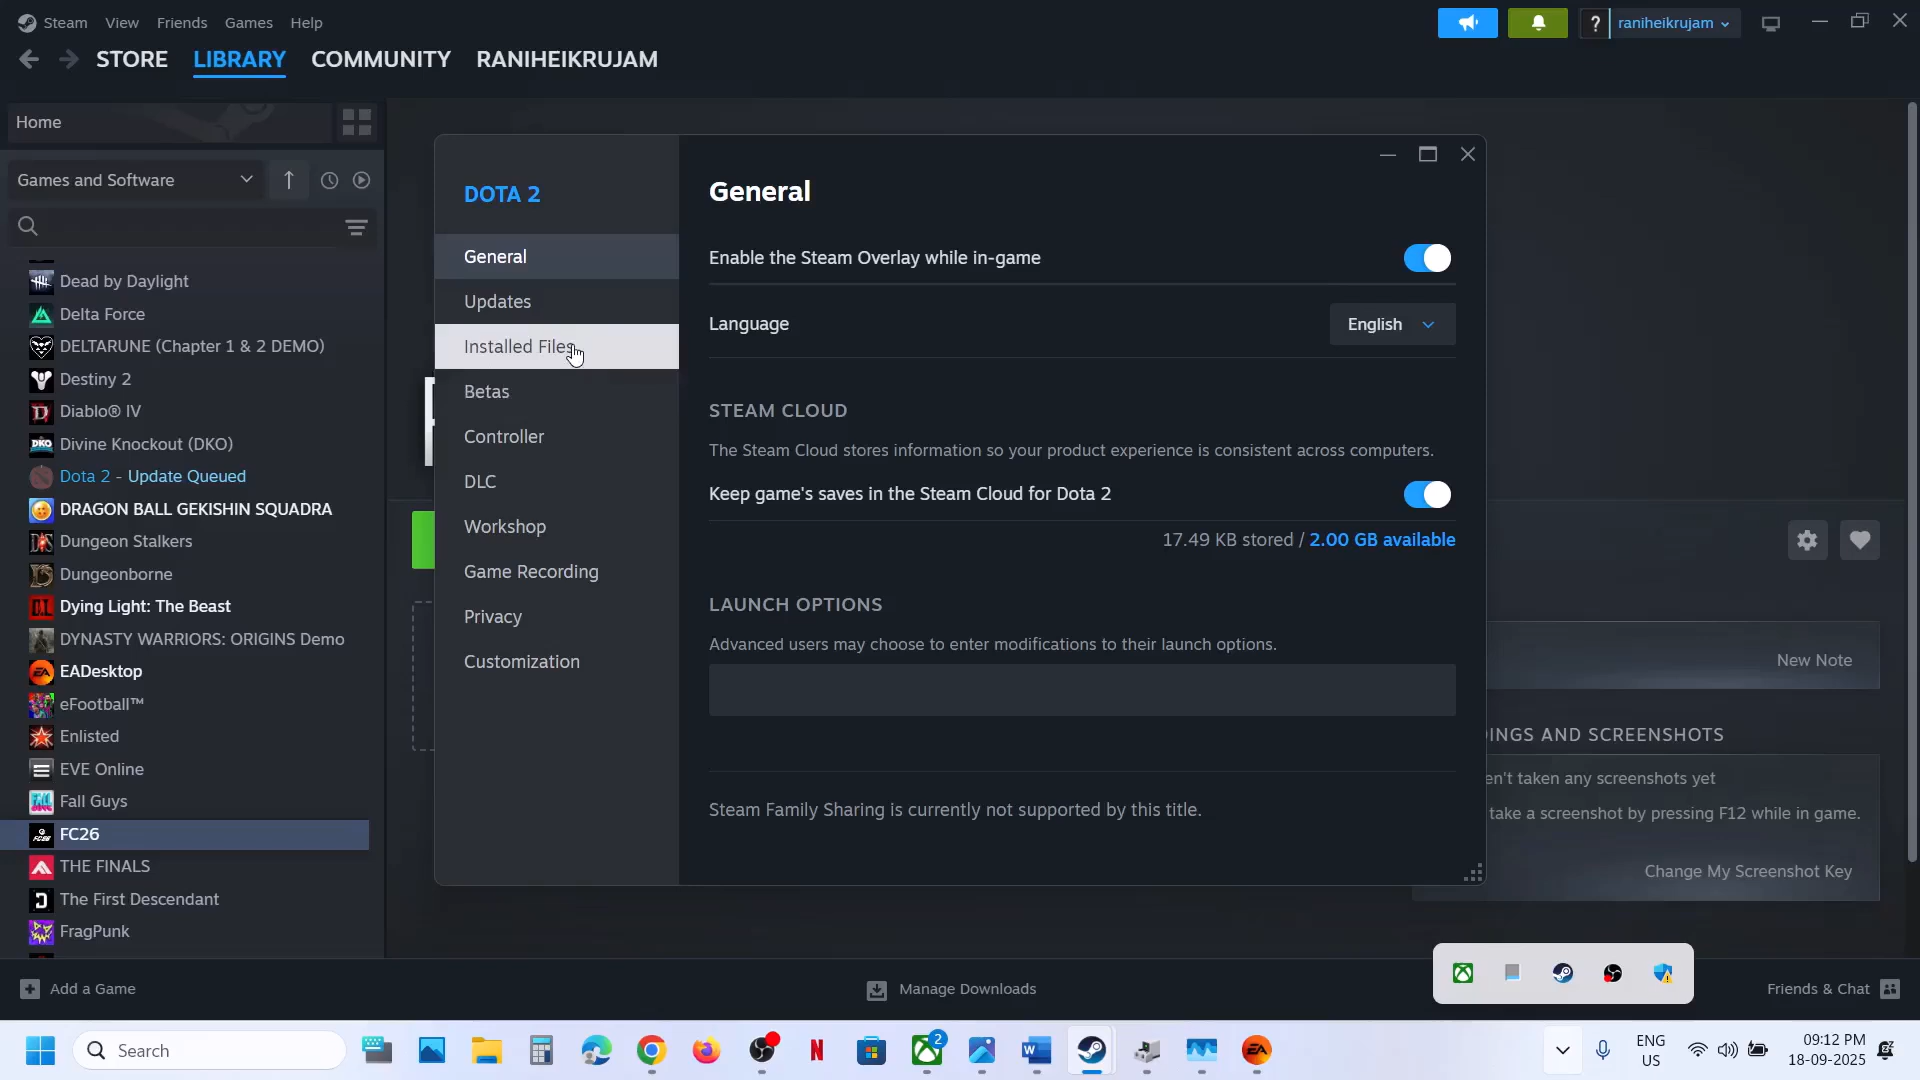 Steam View Friends Games Help
? raniheikrujam
STORE LIBRARY COMMUNITY RANIHEIKRUJAM
Home
Games and Software
Dead by Daylight
Delta Force
DELTARUNE (Chapter 1 & 2 DEMO)
Destiny 2
Diablo® IV
Divine Knockout (DKO)
Dota 2 - Update Queued
DRAGON BALL GEKISHIN SQUADRA
Dungeon Stalkers
Dungeonborne
Dying Light: The Beast
DYNASTY WARRIORS: ORIGINS Demo
EADesktop
eFootball™
Enlisted
EVE Online
Fall Guys
FC26
THE FINALS
The First Descendant
FragPunk
DOTA 2
General
Updates
Installed Files
Betas
Controller
DLC
Workshop
Game Recording
Privacy
Customization
General
Enable the Steam Overlay while in-game
Language English
STEAM CLOUD
The Steam Cloud stores information so your product experience is consistent across computers.
Keep game's saves in the Steam Cloud for Dota 2
17.49 KB stored / 2.00 GB available
LAUNCH OPTIONS
Advanced users may choose to enter modifications to their launch options.
Steam Family Sharing is currently not supported by this title.
New Note
INGS AND SCREENSHOTS
en't taken any screenshots yet
take a screenshot by pressing F12 while in game.
Change My Screenshot Key
Add a Game Manage Downloads Friends & Chat
Search 2 ENG US 09:12 PM 18-09-2025